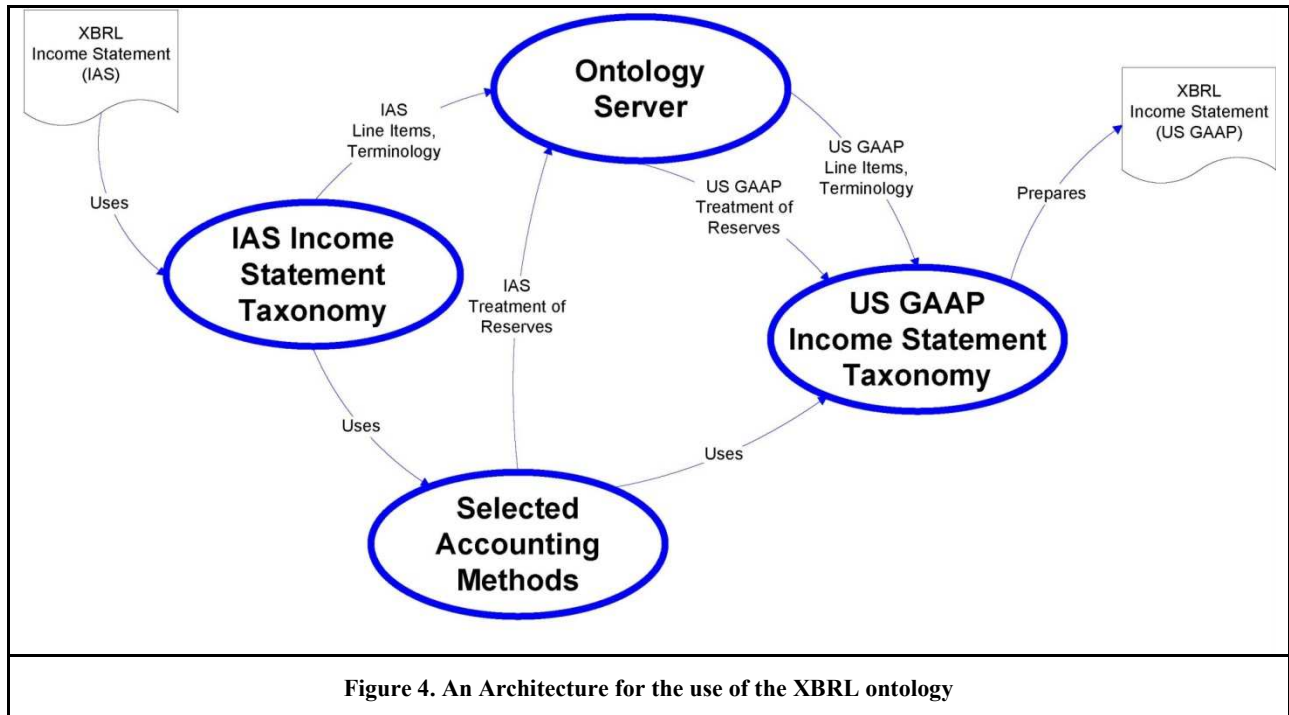 XBRL
Income Statement
(IAS)
Ontology
Server
XBRL
Income Statement
(US GAAP)
IAS
Line Items,
Terminology
US GAAP
Line Items,
Terminology
US GAAP
Treatment of
Reserves
Uses
Prepares
IAS Income
Statement
Taxonomy
IAS
Treatment of
Reserves
US GAAP
Income Statement
Taxonomy
Uses
Uses
Selected
Accounting
Methods
Figure 4. An Architecture for the use of the XBRL ontology